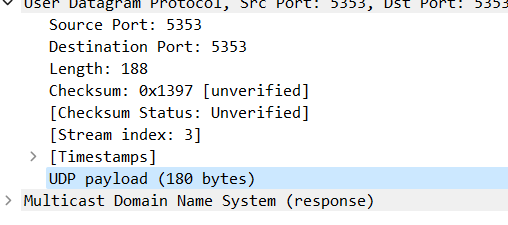 User Datagram Protocol, Src Port: 5353, Dst Port: 5353
Source Port: 5353
Destination Port: 5353
Length: 188
Checksum: 0x1397 [unverified]
[Checksum Status: Unverified]
[Stream index: 3]
[Timestamps]
UDP payload (180 bytes)
Multicast Domain Name System (response)